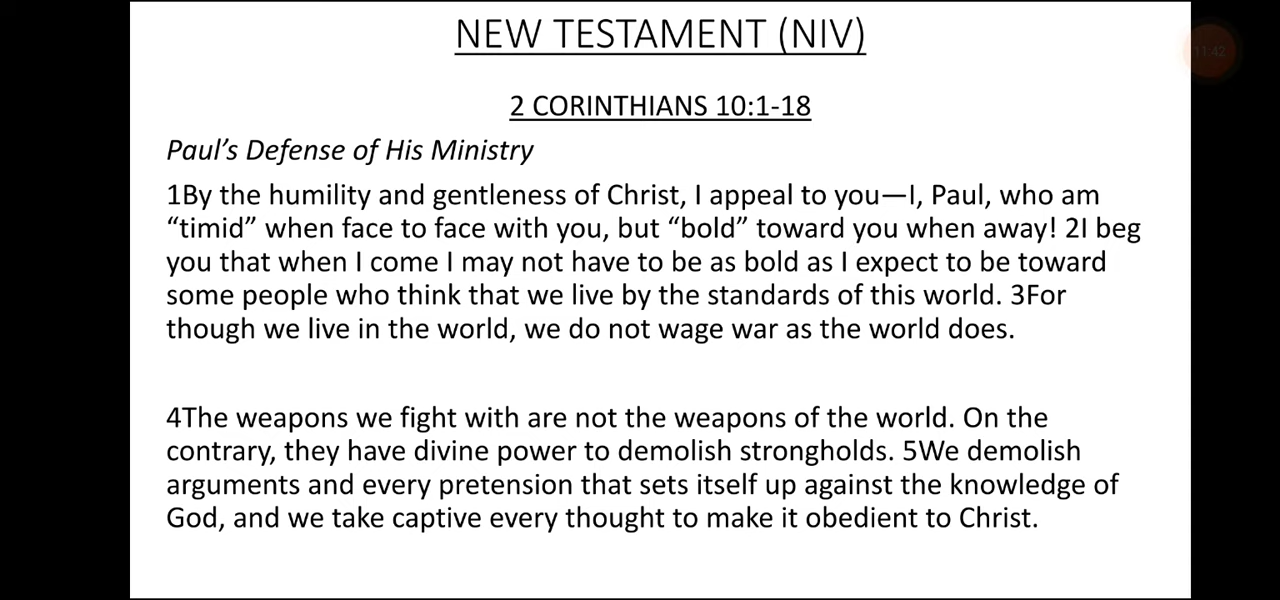 NEW TESTAMENT (NIV)
11:42
2 CORINTHIANS 10:1-18
Paul’s Defense of His Ministry
1By the humility and gentleness of Christ, I appeal to you—I, Paul, who am
“timid” when face to face with you, but “bold” toward you when away! 2I beg
you that when I come I may not have to be as bold as I expect to be toward
some people who think that we live by the standards of this world. 3For
though we live in the world, we do not wage war as the world does.
4The weapons we fight with are not the weapons of the world. On the
contrary, they have divine power to demolish strongholds. 5We demolish
arguments and every pretension that sets itself up against the knowledge of
God, and we take captive every thought to make it obedient to Christ.